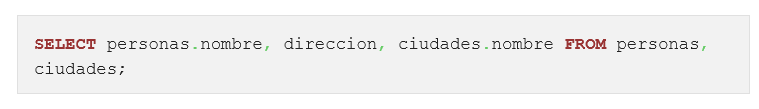 SELECT personas.nombre, direccion, ciudades.nombre FROM personas,
ciudades;